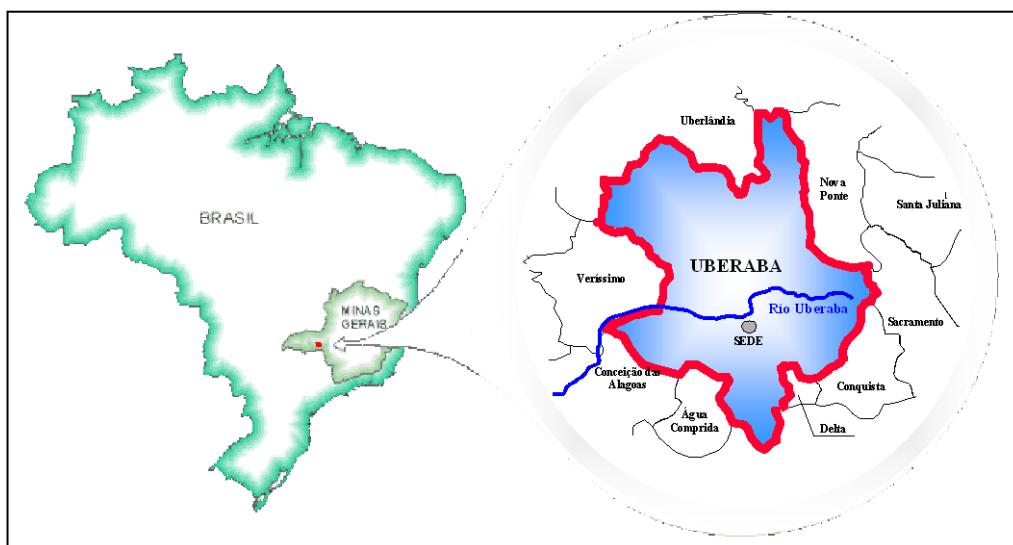 BRASIL
MINAS
GERAIS
Uberlândia
Nova
Ponte
Santa Juliana
Veríssimo
UBERABA
Rio Uberaba
SEDE
Sacramento
Conceição das
Alagoas
Conquista
Água
Comprida
Delta